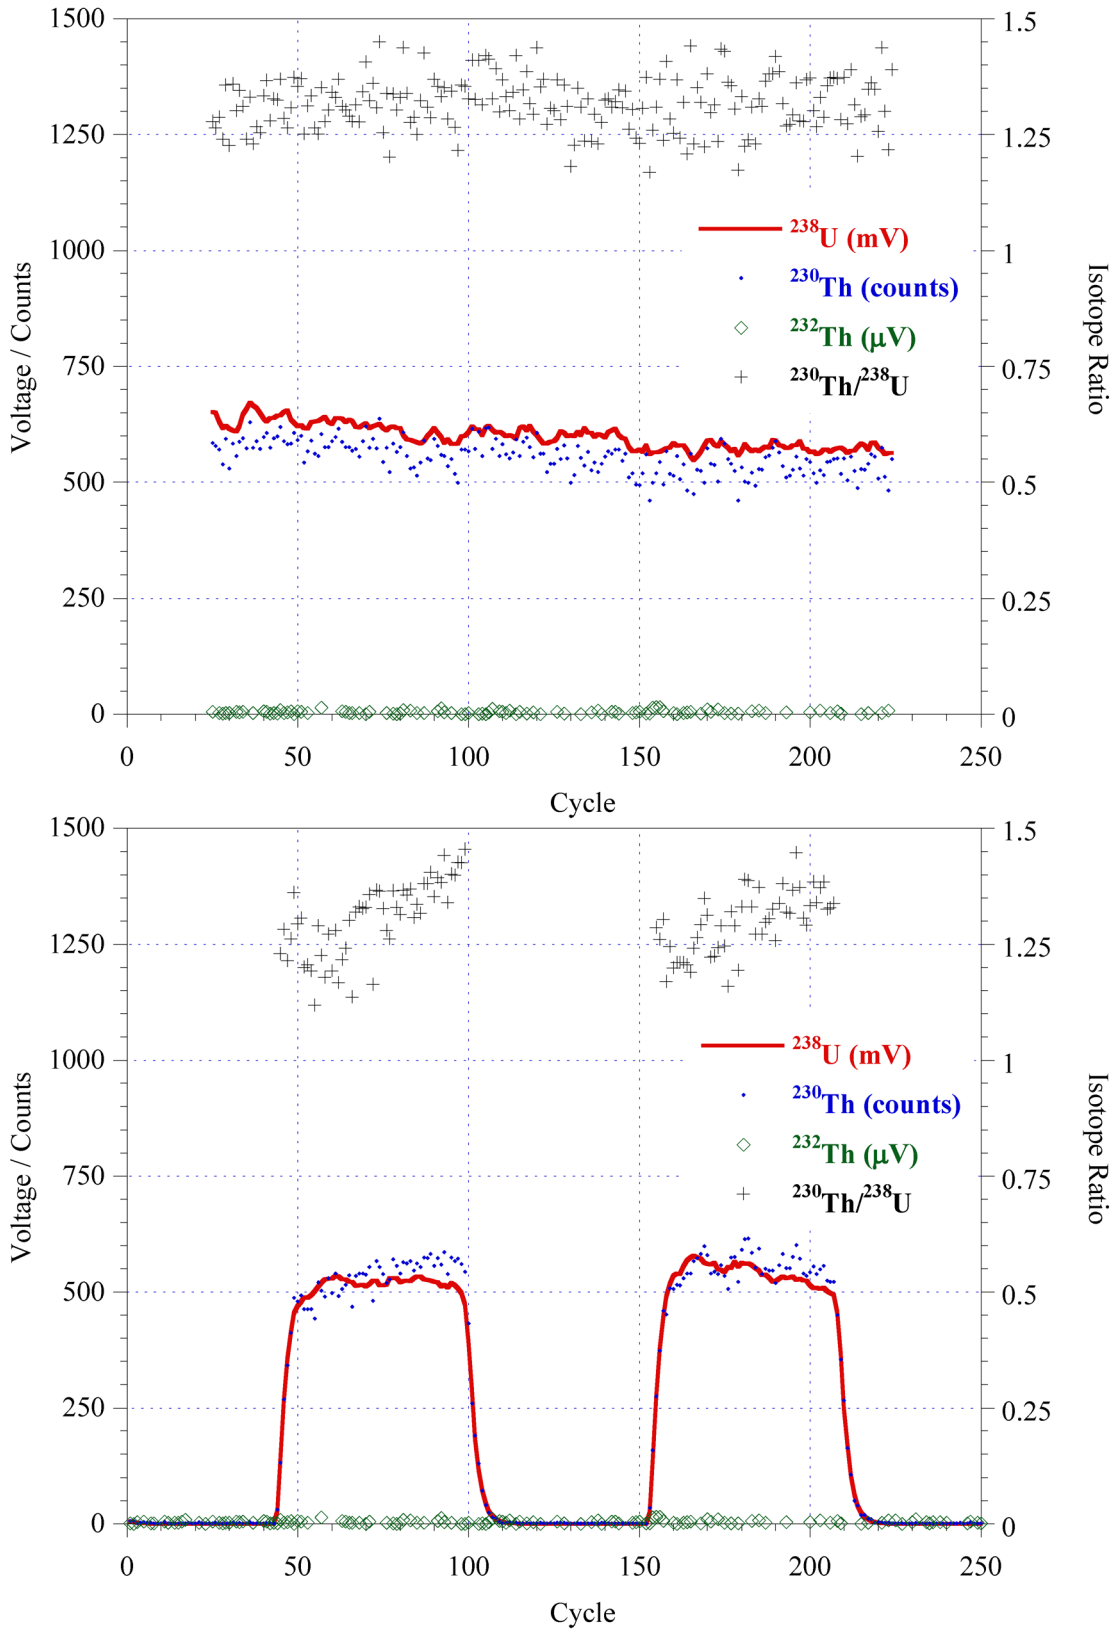 1500
1250
1000
750
500
250
0
Voltage / Counts
1.5
1.25
1
0.75
0.5
0.25
0
Isotope Ratio
²³⁸U (mV)
²³⁰Th (counts)
²³²Th (μV)
²³⁰Th/²³⁸U
0 50 100 150 200 250
Cycle
1500
1250
1000
750
500
250
0
Voltage / Counts
1.5
1.25
1
0.75
0.5
0.25
0
Isotope Ratio
²³⁸U (mV)
²³⁰Th (counts)
²³²Th (μV)
²³⁰Th/²³⁸U
0 50 100 150 200 250
Cycle